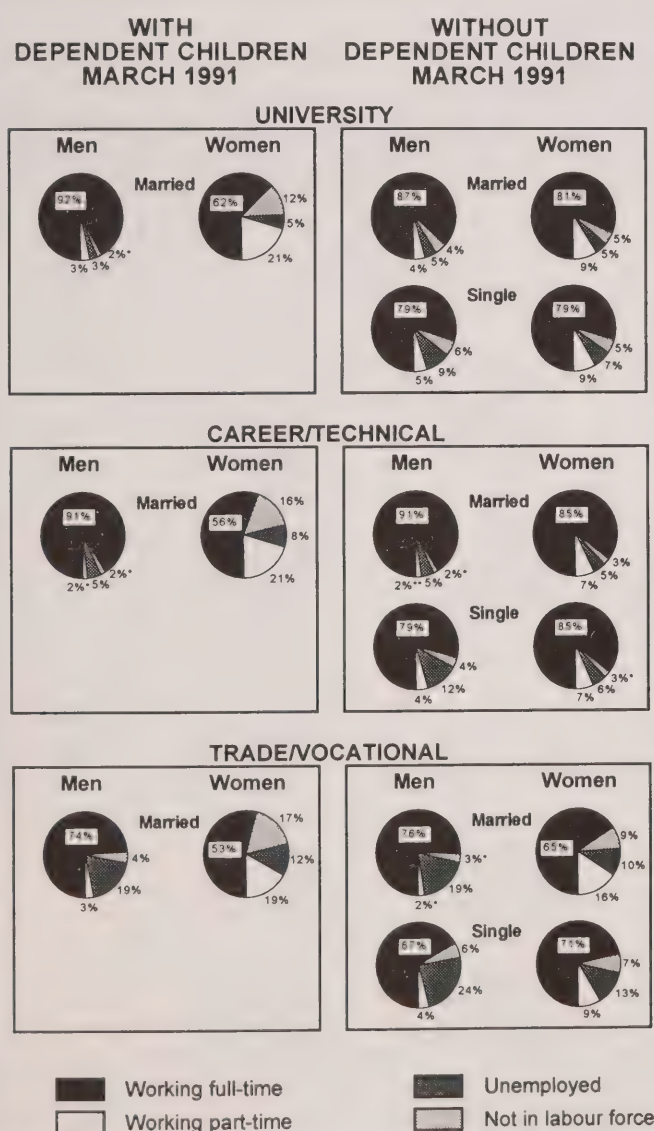 WITH
DEPENDENT CHILDREN
MARCH 1991
WITHOUT
DEPENDENT CHILDREN
MARCH 1991
UNIVERSITY
Men Women
Married
92% 62%
12%
5%
21%
2%*
3%
3%
Men Women
Married
87% 81%
4%
5%
4%
5%
5%
9%
Single
79% 79%
6%
9%
5%
5%
7%
9%
CAREER/TECHNICAL
Men Women
Married
91% 56%
16%
8%
21%
2%*
5%
2%*
Men Women
Married
91% 85%
2%*
5%
2%**
3%
5%
7%
Single
79% 85%
4%
12%
4%
3%*
6%
7%
TRADE/VOCATIONAL
Men Women
Married
74% 53%
4%
19%
3%
17%
12%
19%
Men Women
Married
76% 65%
3%*
19%
2%*
9%
10%
16%
Single
67% 71%
6%
24%
4%
7%
13%
9%
Working full-time
Unemployed
Working part-time
Not in labour force